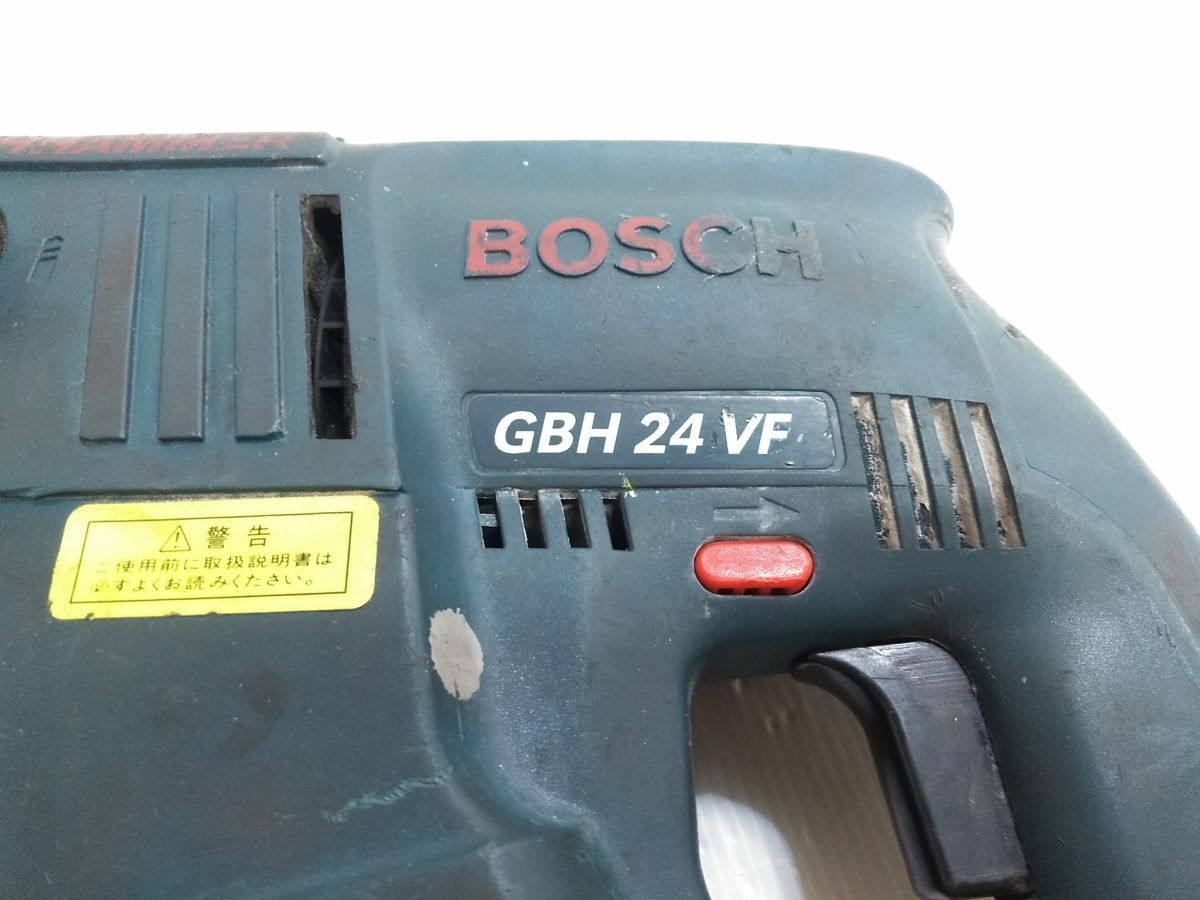 HAMMER
BOSCH
GBH 24 VF
警告
ご使用前に取扱説明書は
必ずよくお読みください。